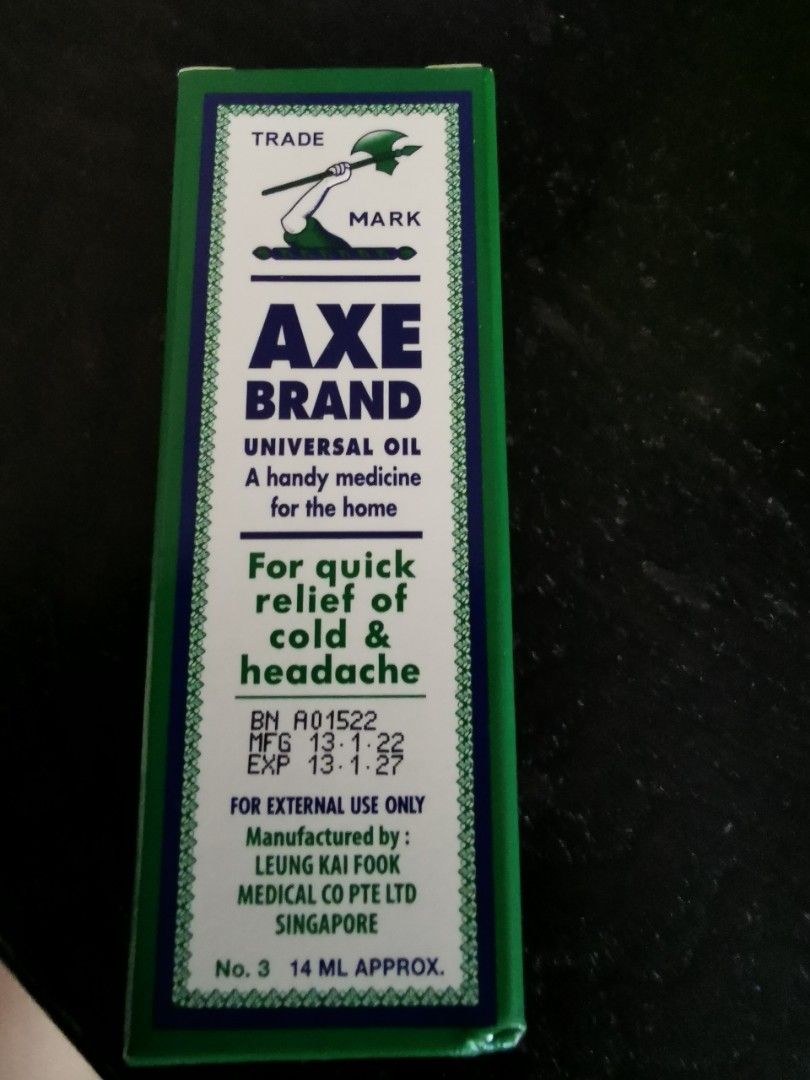 TRADE
MARK
AXE
BRAND
UNIVERSAL OIL
A handy medicine
for the home
For quick
relief of
cold &
headache
BN A01522
MFG 13·1·22
EXP 13·1·27
FOR EXTERNAL USE ONLY
Manufactured by :
LEUNG KAI FOOK
MEDICAL CO PTE LTD
SINGAPORE
No. 3 14 ML APPROX.